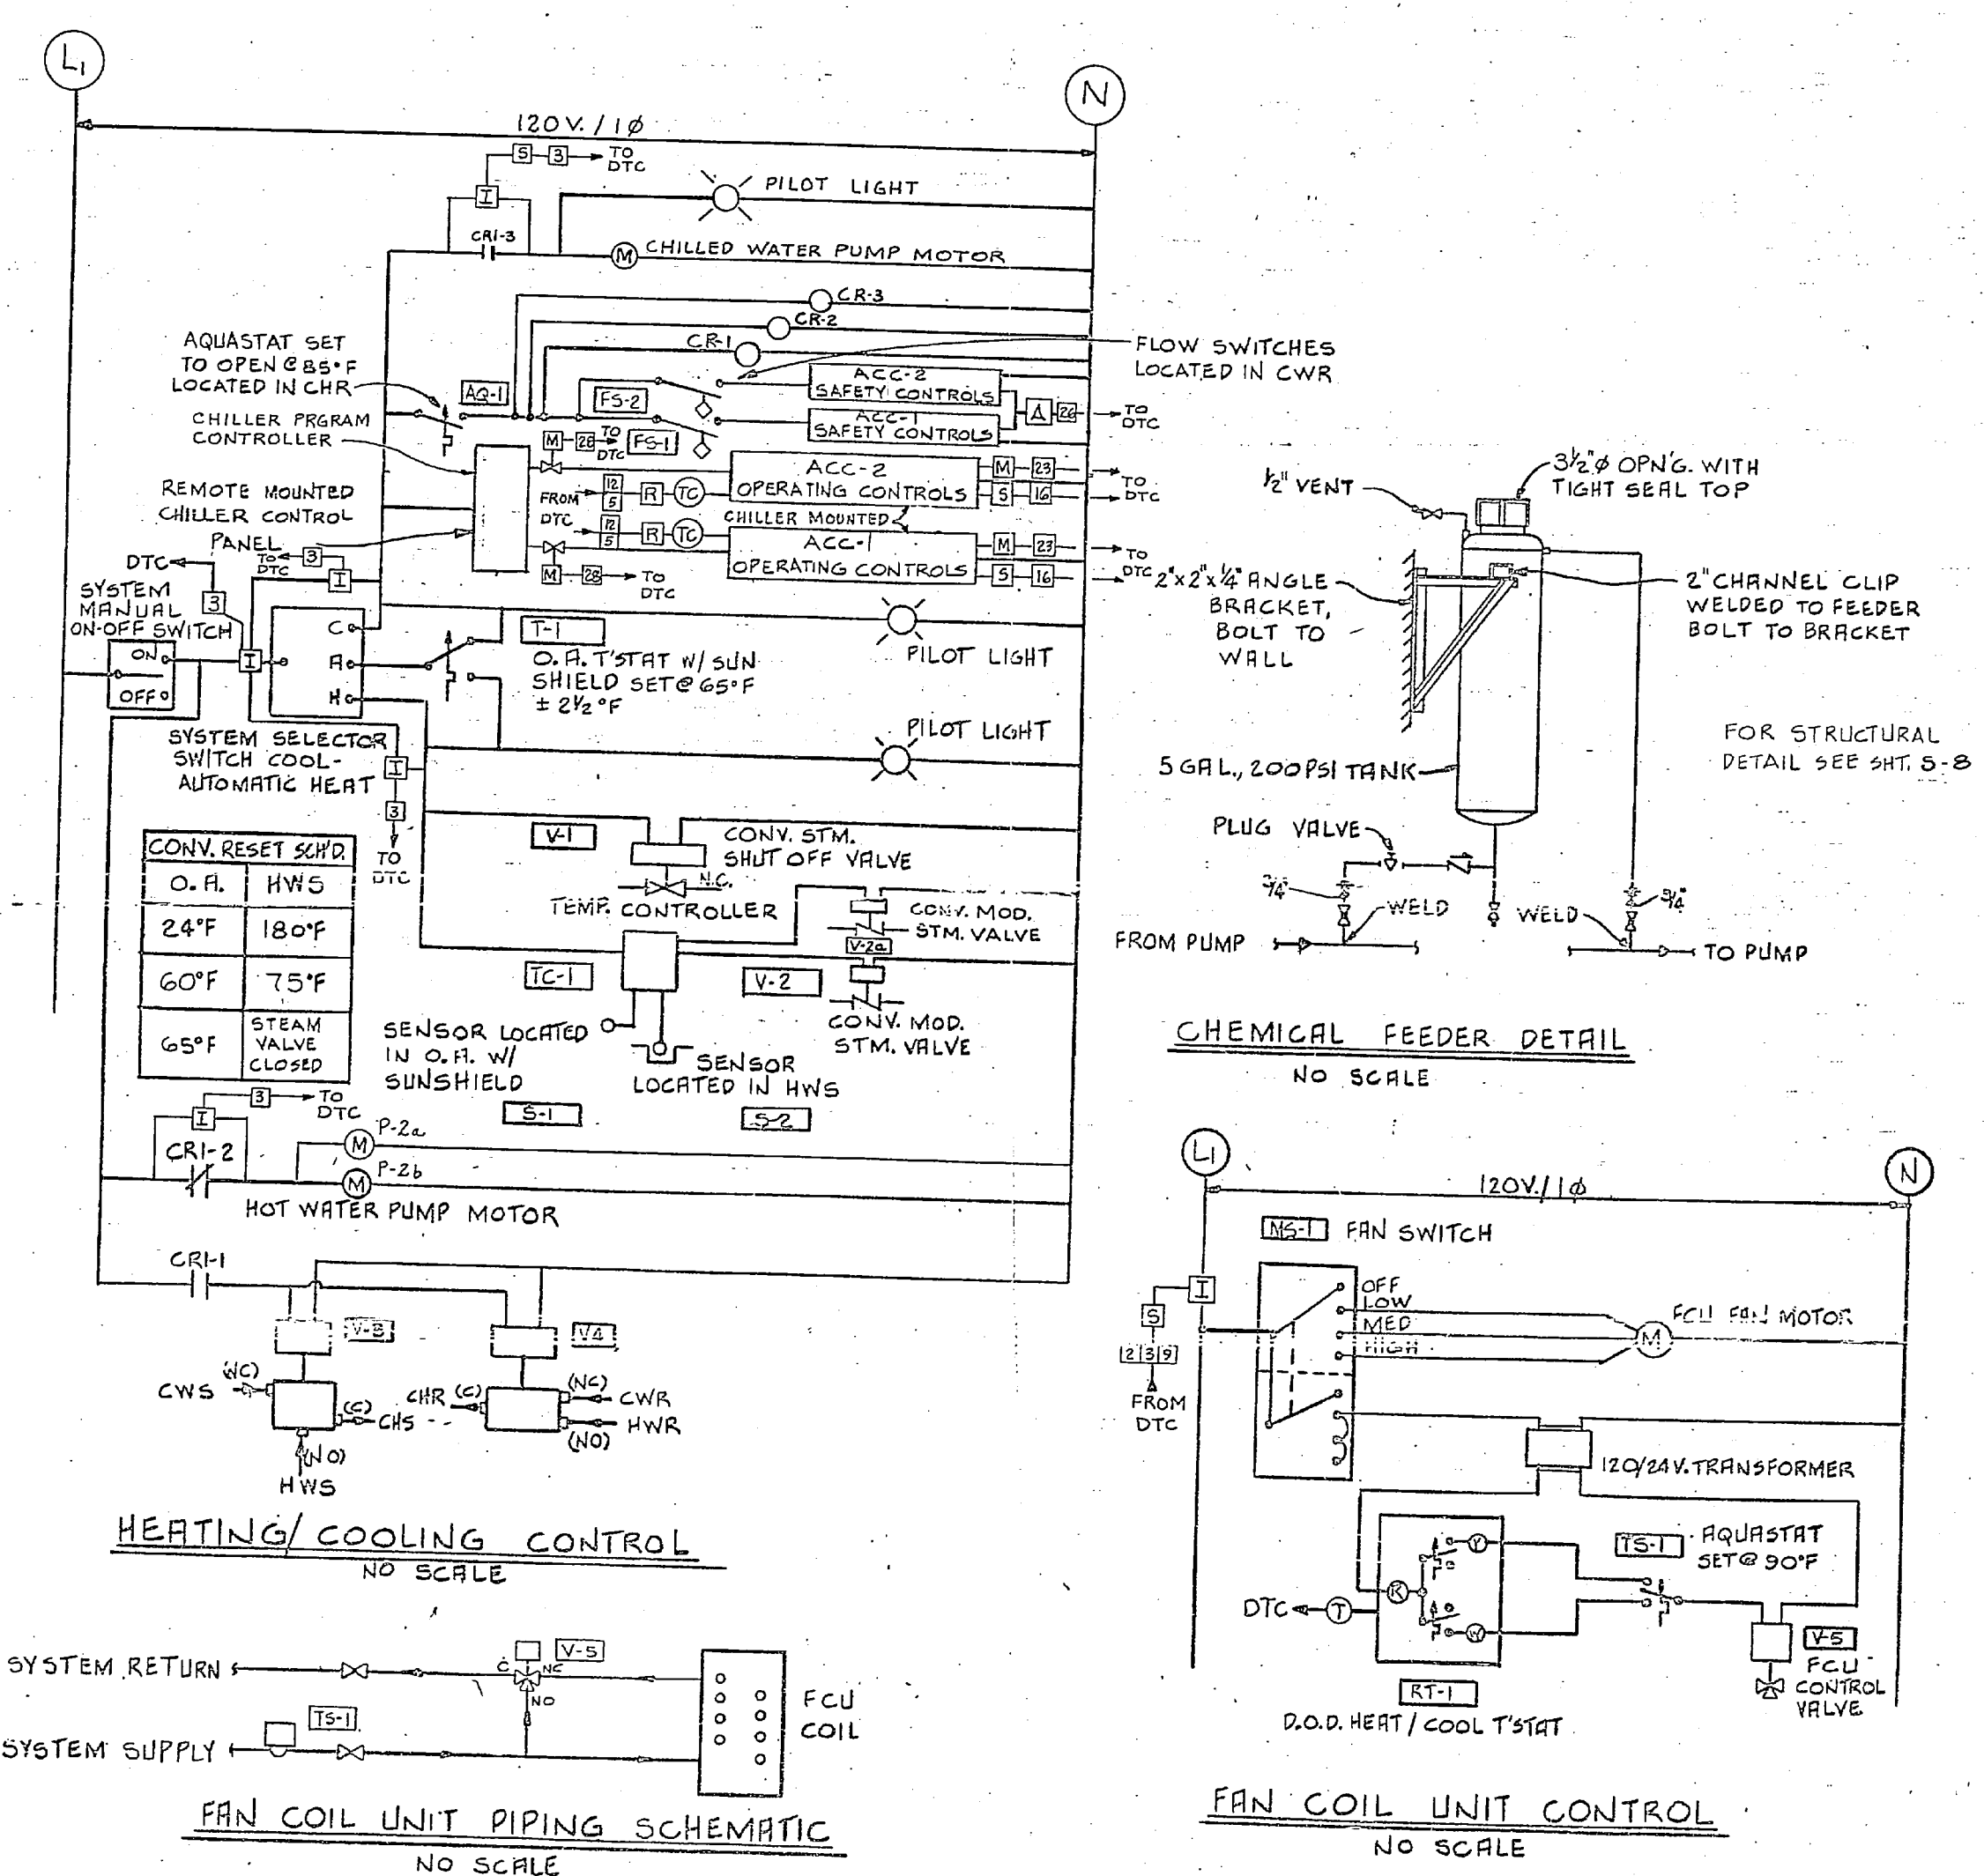 L1
N
120V. / 1Ø
S
3
TO
DTC
I
PILOT LIGHT
CR1-3
M
CHILLED WATER PUMP MOTOR
CR-3
CR-2
CR-1
AQUASTAT SET
TO OPEN @ 85°F
LOCATED IN CHR
AQ-1
FS-2
FS-1
FLOW SWITCHES
LOCATED IN CWR
ACC-2
SAFETY CONTROLS
ACC-1
SAFETY CONTROLS
A
26
TO
DTC
CHILLER PRGRAM
CONTROLLER
M
28
TO
DTC
ACC-2
OPERATING CONTROLS
M
23
S
16
TO
DTC
FROM
DTC
12
5
R
TC
12
5
R
TC
CHILLER MOUNTED
REMOTE MOUNTED
CHILLER CONTROL
PANEL
ACC-1
OPERATING CONTROLS
M
23
S
16
TO
DTC
M
28
TO
DTC
TO
DTC
3
I
DTC
3
SYSTEM
MANUAL
ON-OFF SWITCH
ON
OFF
I
C
A
H
T-1
O.A. T'STAT W/ SUN
SHIELD SET @ 65°F
± 2½°F
PILOT LIGHT
PILOT LIGHT
SYSTEM SELECTOR
SWITCH COOL-
AUTOMATIC HEAT
I
3
TO
DTC
CONV. RESET SCH'D.
O.A. HWS
24°F 180°F
60°F 75°F
65°F STEAM
VALVE
CLOSED
V-1
CONV. STM.
SHUT OFF VALVE
N.C.
TEMP. CONTROLLER
CONV. MOD.
STM. VALVE
V-2a
TC-1
V-2
CONV. MOD.
STM. VALVE
SENSOR LOCATED
IN O.A. W/
SUNSHIELD
S-1
SENSOR
LOCATED IN HWS
S-2
I
3
TO
DTC
CR1-2
M
P-2a
M
P-2b
HOT WATER PUMP MOTOR
CR1-1
V-3
V4
CWS
(NC)
(C)
CHS
(NO)
HWS
CHR
(C)
(NC)
CWR
HWR
(NO)
HEATING/ COOLING CONTROL
NO SCALE
SYSTEM RETURN
C
NC
NO
V-5
FCU
COIL
TS-1
SYSTEM SUPPLY
FAN COIL UNIT PIPING SCHEMATIC
NO SCALE
½" VENT
3½"Ø OPN'G. WITH
TIGHT SEAL TOP
2"x2"x¼" ANGLE
BRACKET,
BOLT TO
WALL
2" CHANNEL CLIP
WELDED TO FEEDER
BOLT TO BRACKET
FOR STRUCTURAL
DETAIL SEE SHT. S-8
5 GAL., 200 PSI TANK
PLUG VALVE
¾"
WELD
WELD
¾"
FROM PUMP
TO PUMP
CHEMICAL FEEDER DETAIL
NO SCALE
L1
N
120V./1Ø
MS-1
FAN SWITCH
I
S
2 3 9
FROM
DTC
OFF
LOW
MED
HIGH
FCU FAN MOTOR
M
120/24V. TRANSFORMER
R
Y
W
TS-1
AQUASTAT
SET @ 90°F
DTC
T
RT-1
D.O.D. HEAT / COOL T'STAT
V-5
FCU
CONTROL
VALVE
FAN COIL UNIT CONTROL
NO SCALE